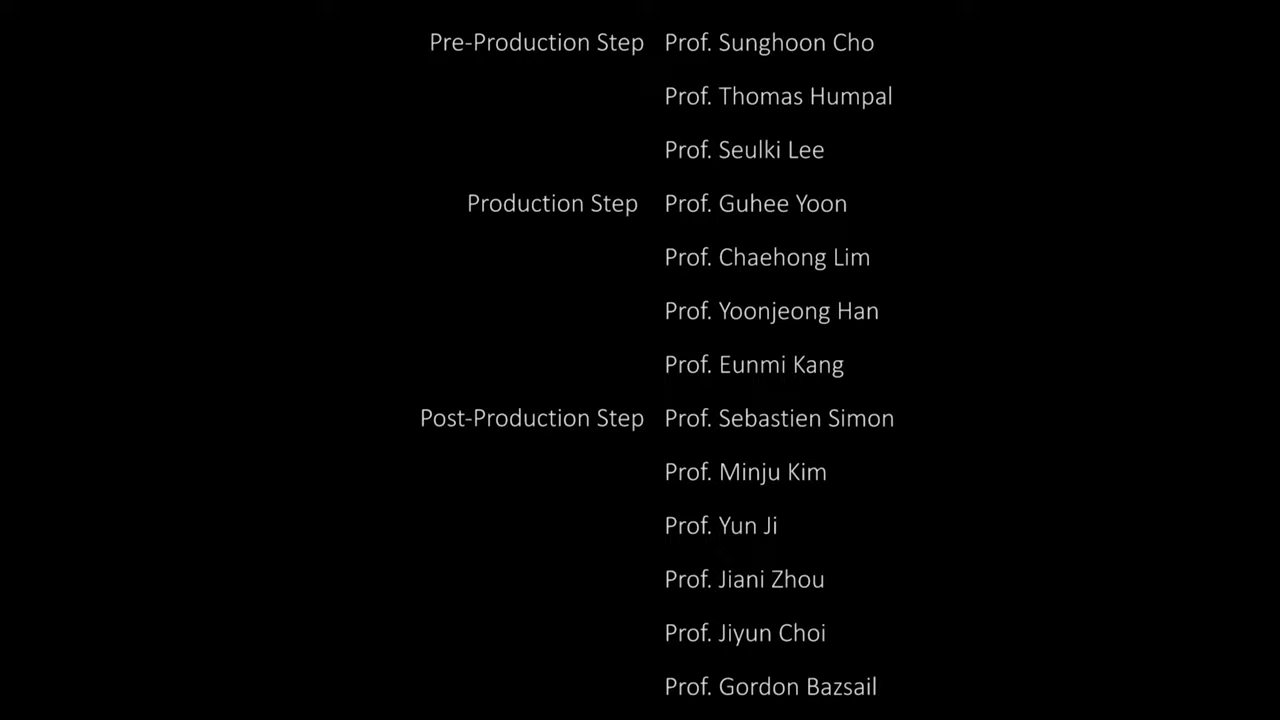 Pre-Production Step Prof. Sunghoon Cho
Prof. Thomas Humpal
Prof. Seulki Lee
Production Step Prof. Guhee Yoon
Prof. Chaehong Lim
Prof. Yoonjeong Han
Prof. Eunmi Kang
Post-Production Step Prof. Sebastien Simon
Prof. Minju Kim
Prof. Yun Ji
Prof. Jiani Zhou
Prof. Jiyun Choi
Prof. Gordon Bazsail